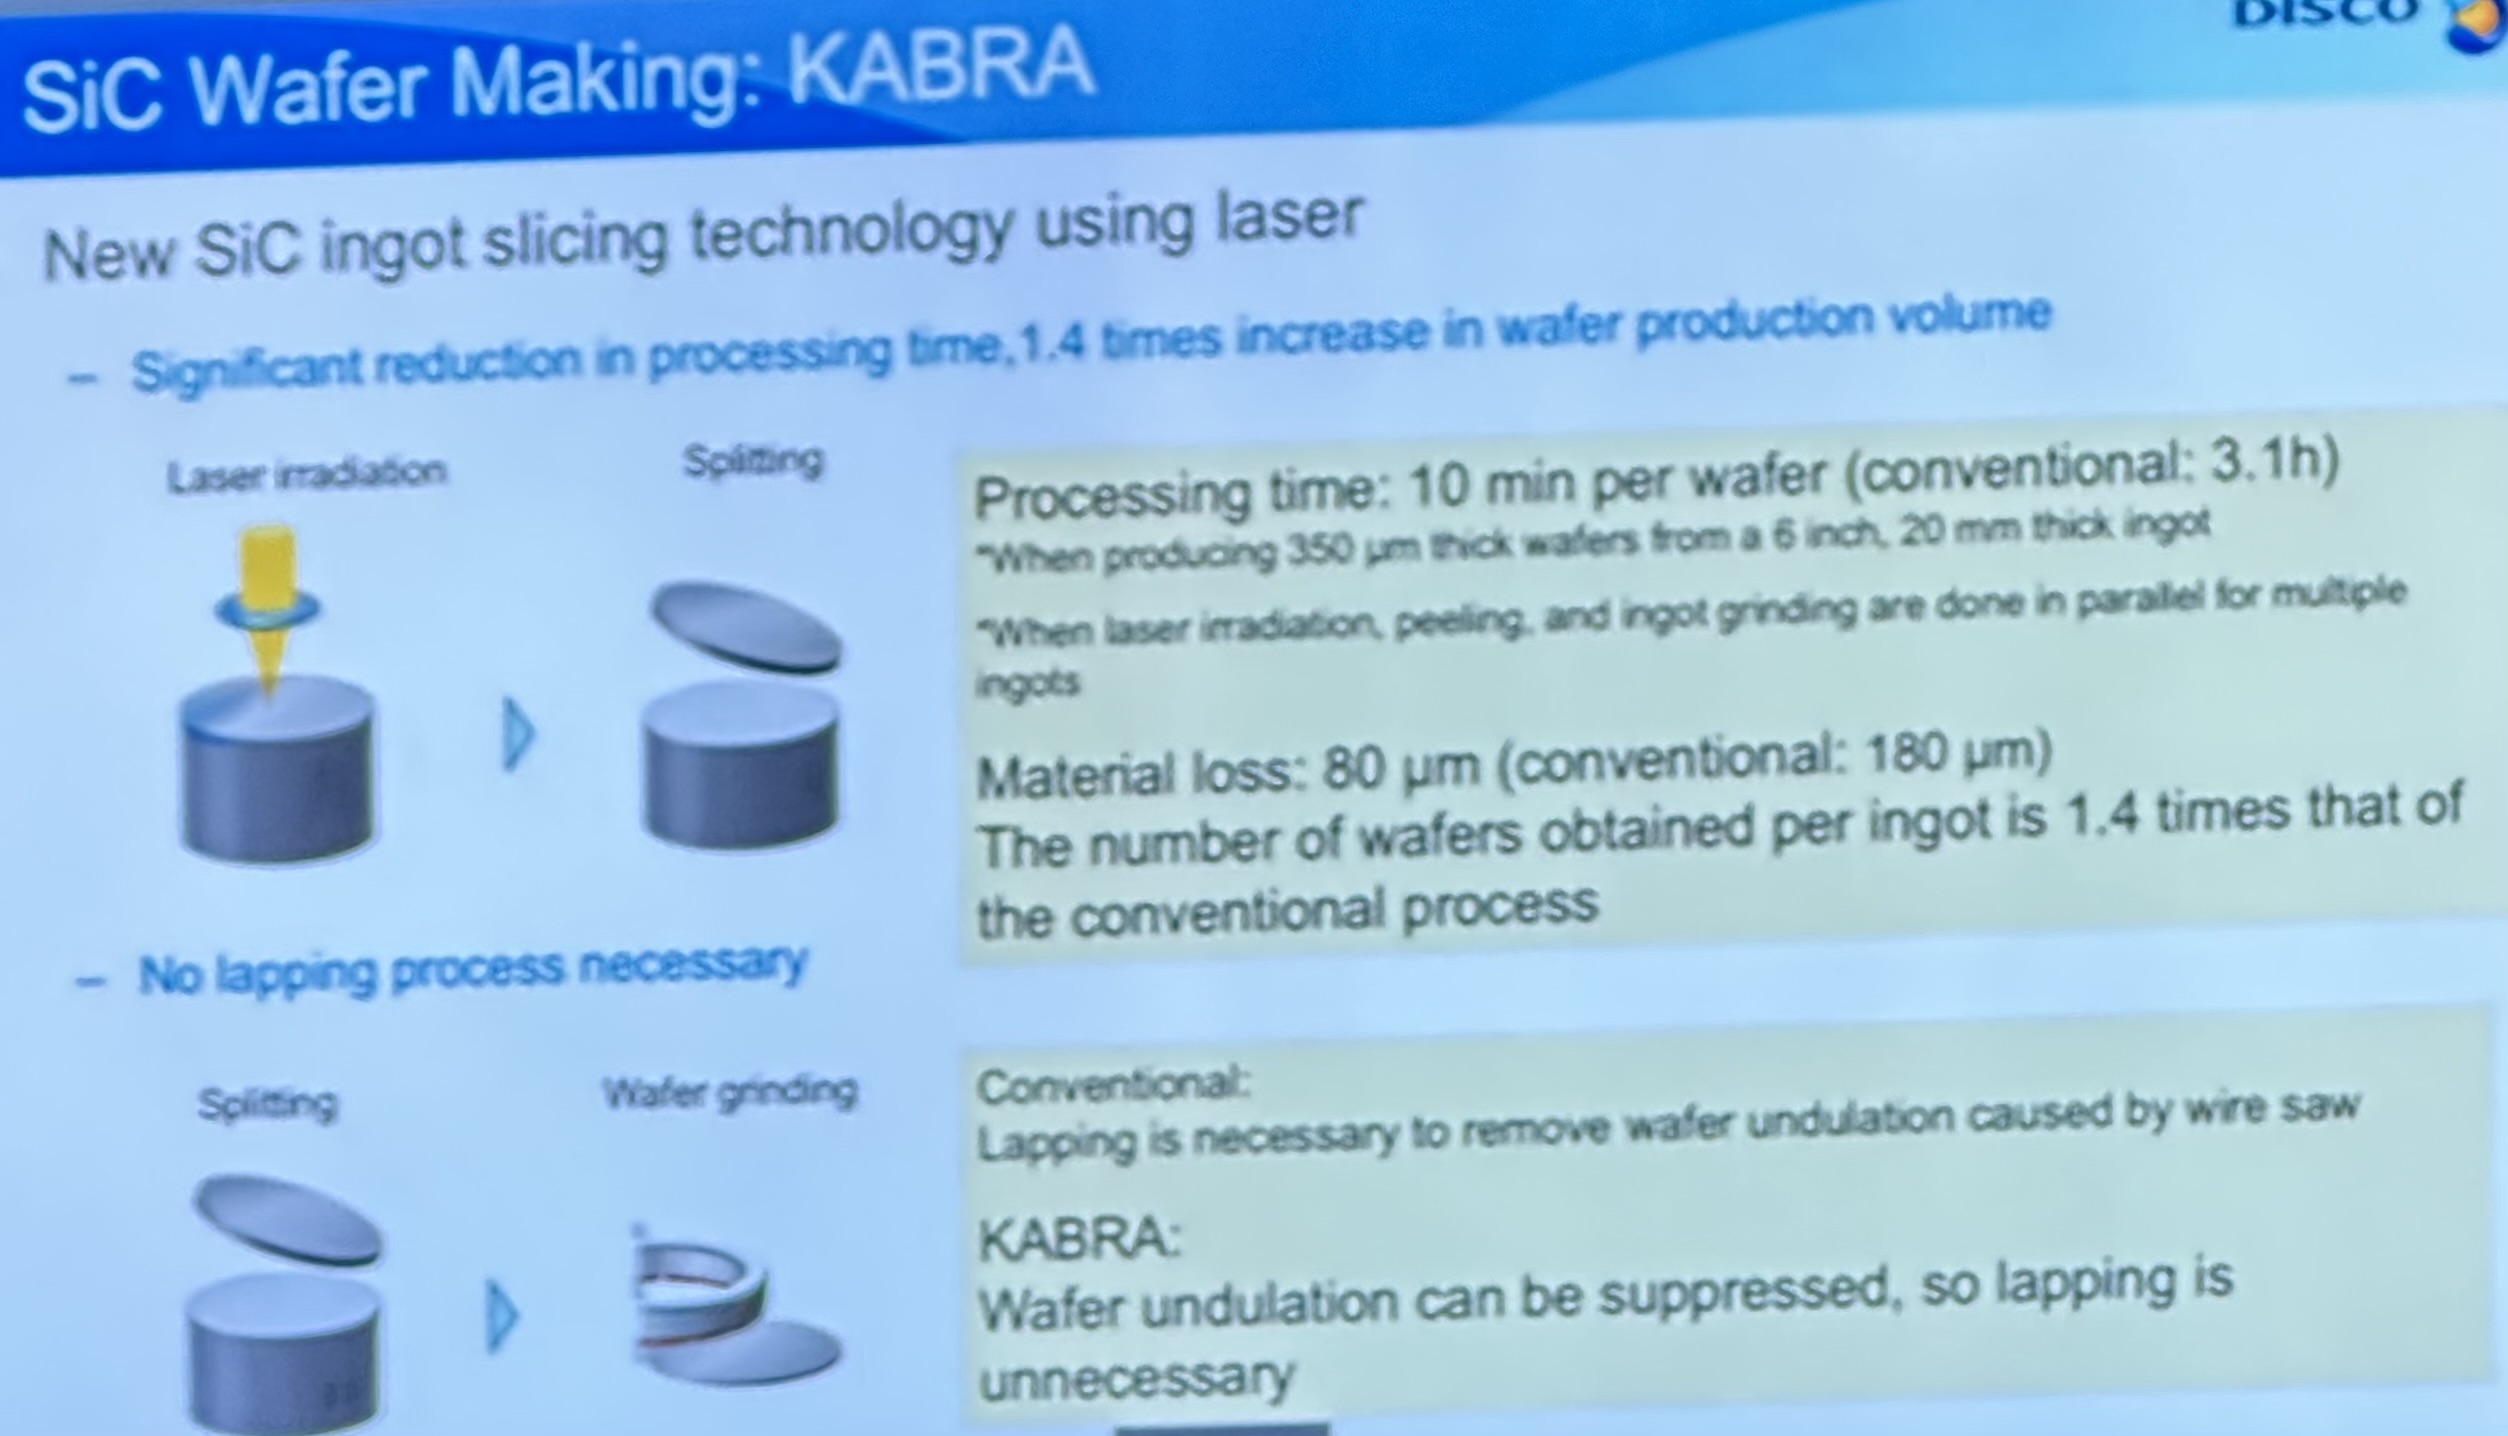 DISCO
SiC Wafer Making: KABRA
New SiC ingot slicing technology using laser
– Significant reduction in processing time,1.4 times increase in wafer production volume
Laser irradiation
Splitting
Processing time: 10 min per wafer (conventional: 3.1h)
*When producing 350 µm thick wafers from a 6 inch, 20 mm thick ingot
*When laser irradiation, peeling, and ingot grinding are done in parallel for multiple
ingots
Material loss: 80 µm (conventional: 180 µm)
The number of wafers obtained per ingot is 1.4 times that of
the conventional process
– No lapping process necessary
Splitting
Wafer grinding
Conventional:
Lapping is necessary to remove wafer undulation caused by wire saw
KABRA:
Wafer undulation can be suppressed, so lapping is
unnecessary